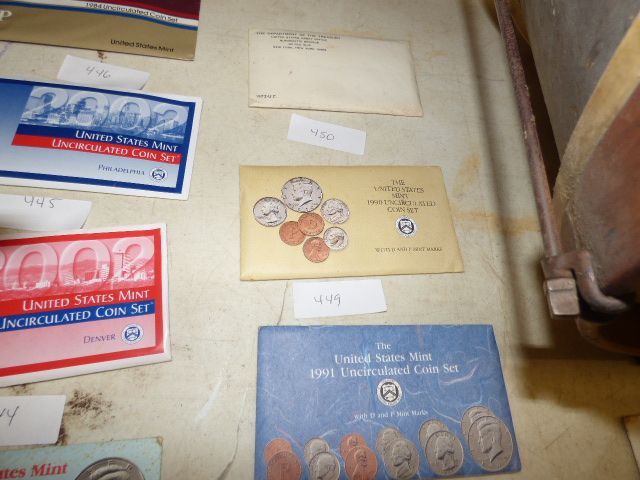 1984 Uncirculated Coin Set
United States Mint
446
2002
UNITED STATES MINT
UNCIRCULATED COIN SET
PHILADELPHIA
445
2002
UNITED STATES MINT
UNCIRCULATED COIN SET
DENVER
United States Mint
450
THE
UNITED STATES
MINT
1990 UNCIRCULATED
COIN SET
WITH D AND P MINT MARKS
449
The
United States Mint
1991 Uncirculated Coin Set
with D and P Mint Marks